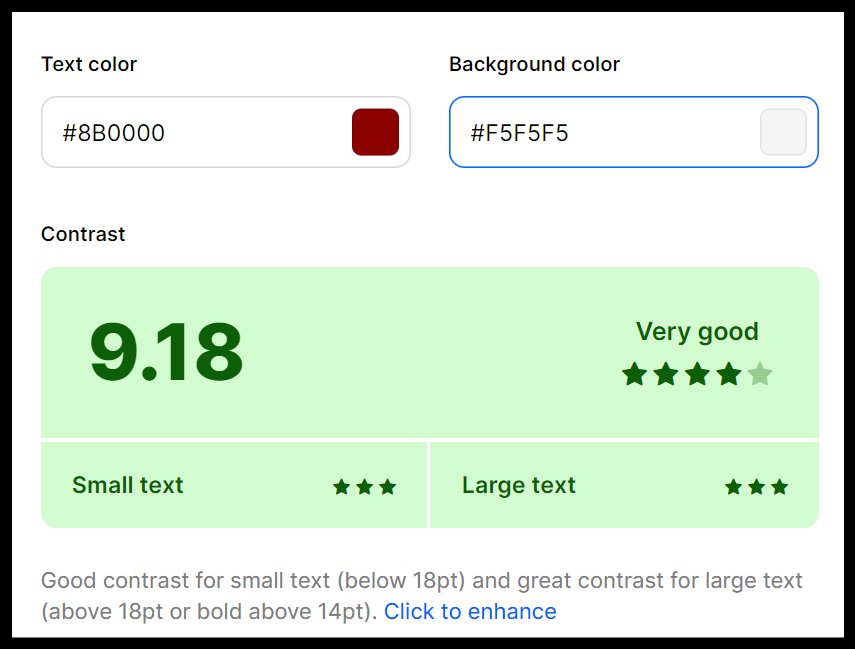 Text color
Background color
#8B0000
#F5F5F5
Contrast
9.18
Very good
Small text
Large text
Good contrast for small text (below 18pt) and great contrast for large text
(above 18pt or bold above 14pt). Click to enhance